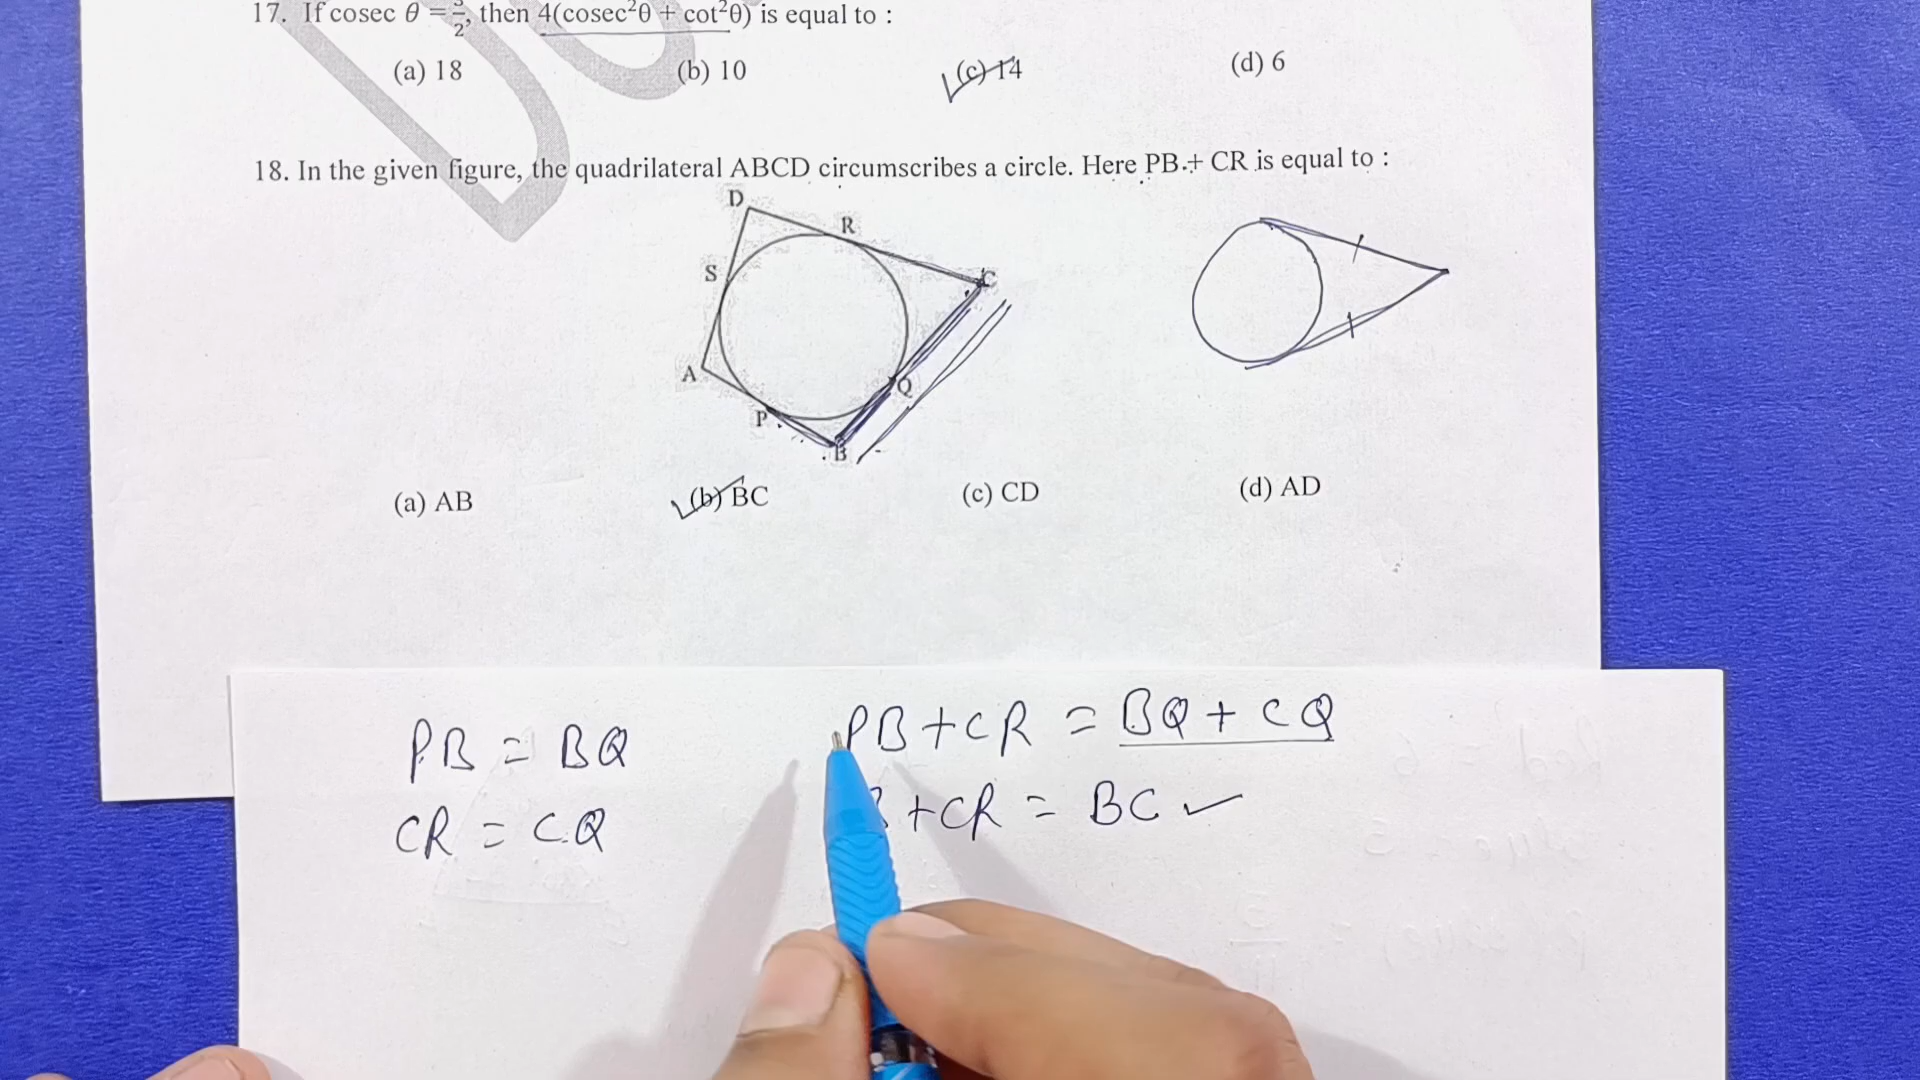 17. If cosec θ = 3/2, then 4(cosec²θ + cot²θ) is equal to :
(a) 18 (b) 10 (c) 14 (d) 6
18. In the given figure, the quadrilateral ABCD circumscribes a circle. Here PB + CR is equal to :
D
R
S
C
A
Q
P
B
(a) AB (b) BC (c) CD (d) AD
PB = BQ
CR = CQ
PB + CR = BQ + CQ
+ CR = BC